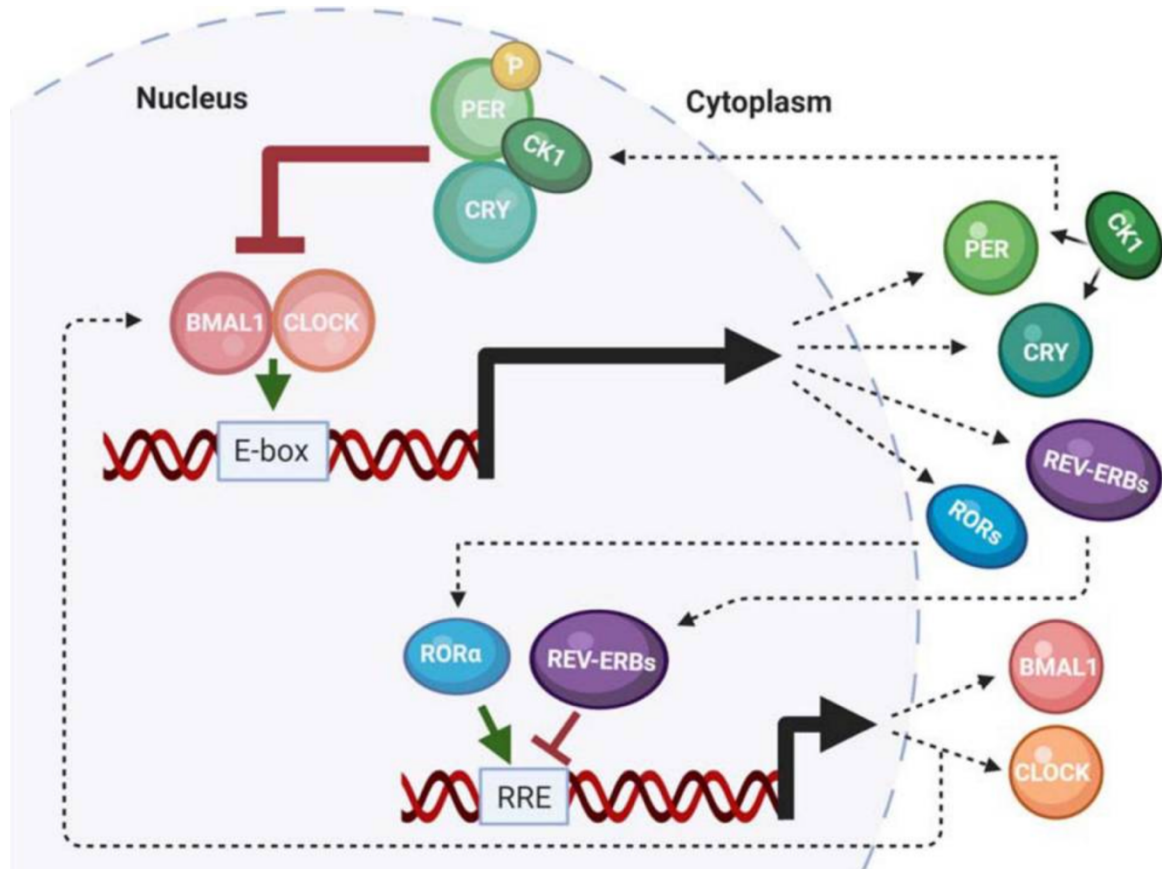 P
Nucleus
Cytoplasm
PER
CK1
CRY
PER
CK1
BMAL1
CLOCK
CRY
E-box
REV-ERBs
RORs
RORα
REV-ERBs
BMAL1
CLOCK
RRE